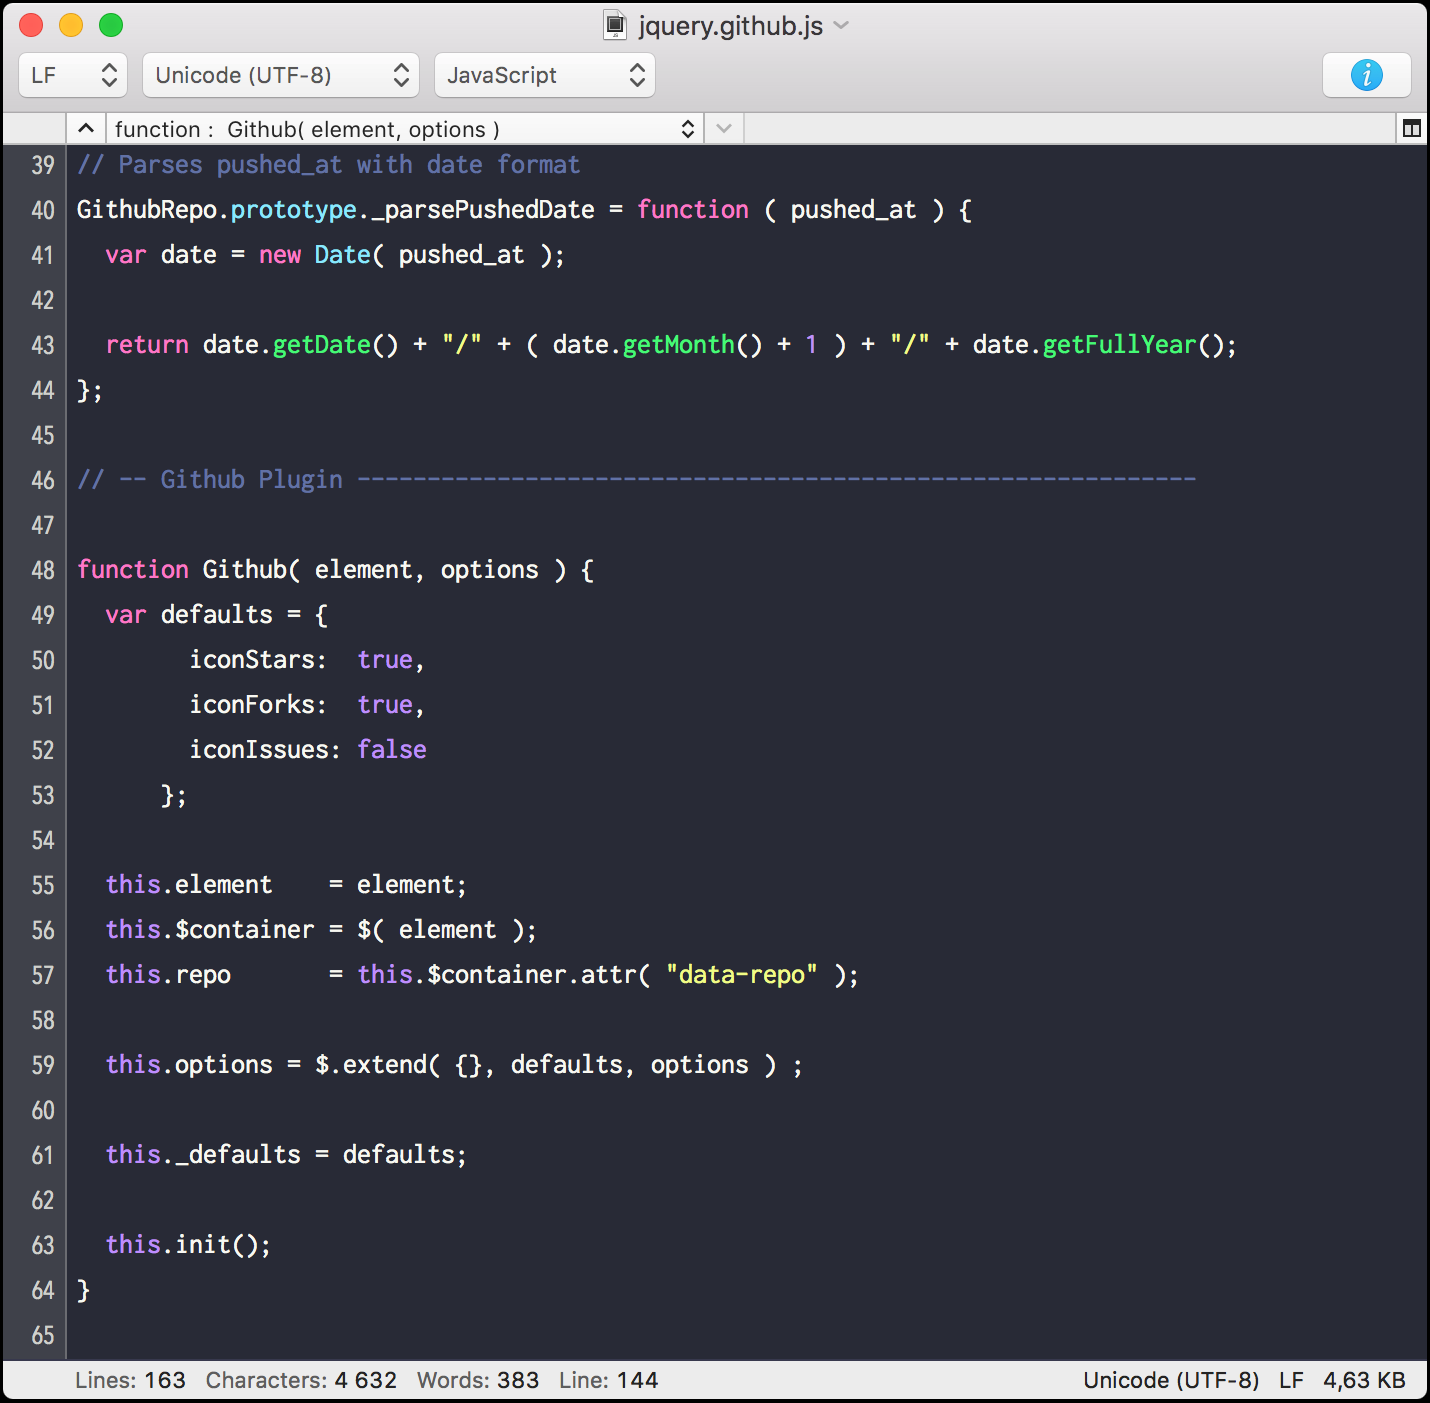 jquery.github.js
LF Unicode (UTF-8) JavaScript i
function : Github( element, options )
39 // Parses pushed_at with date format
40 GithubRepo.prototype._parsePushedDate = function ( pushed_at ) {
41   var date = new Date( pushed_at );
42
43   return date.getDate() + "/" + ( date.getMonth() + 1 ) + "/" + date.getFullYear();
44 };
45
46 // -- Github Plugin ------------------------------------------------------------
47
48 function Github( element, options ) {
49   var defaults = {
50         iconStars:  true,
51         iconForks:  true,
52         iconIssues: false
53       };
54
55   this.element    = element;
56   this.$container = $( element );
57   this.repo       = this.$container.attr( "data-repo" );
58
59   this.options = $.extend( {}, defaults, options ) ;
60
61   this._defaults = defaults;
62
63   this.init();
64 }
65
Lines: 163 Characters: 4 632 Words: 383 Line: 144 Unicode (UTF-8) LF 4,63 KB